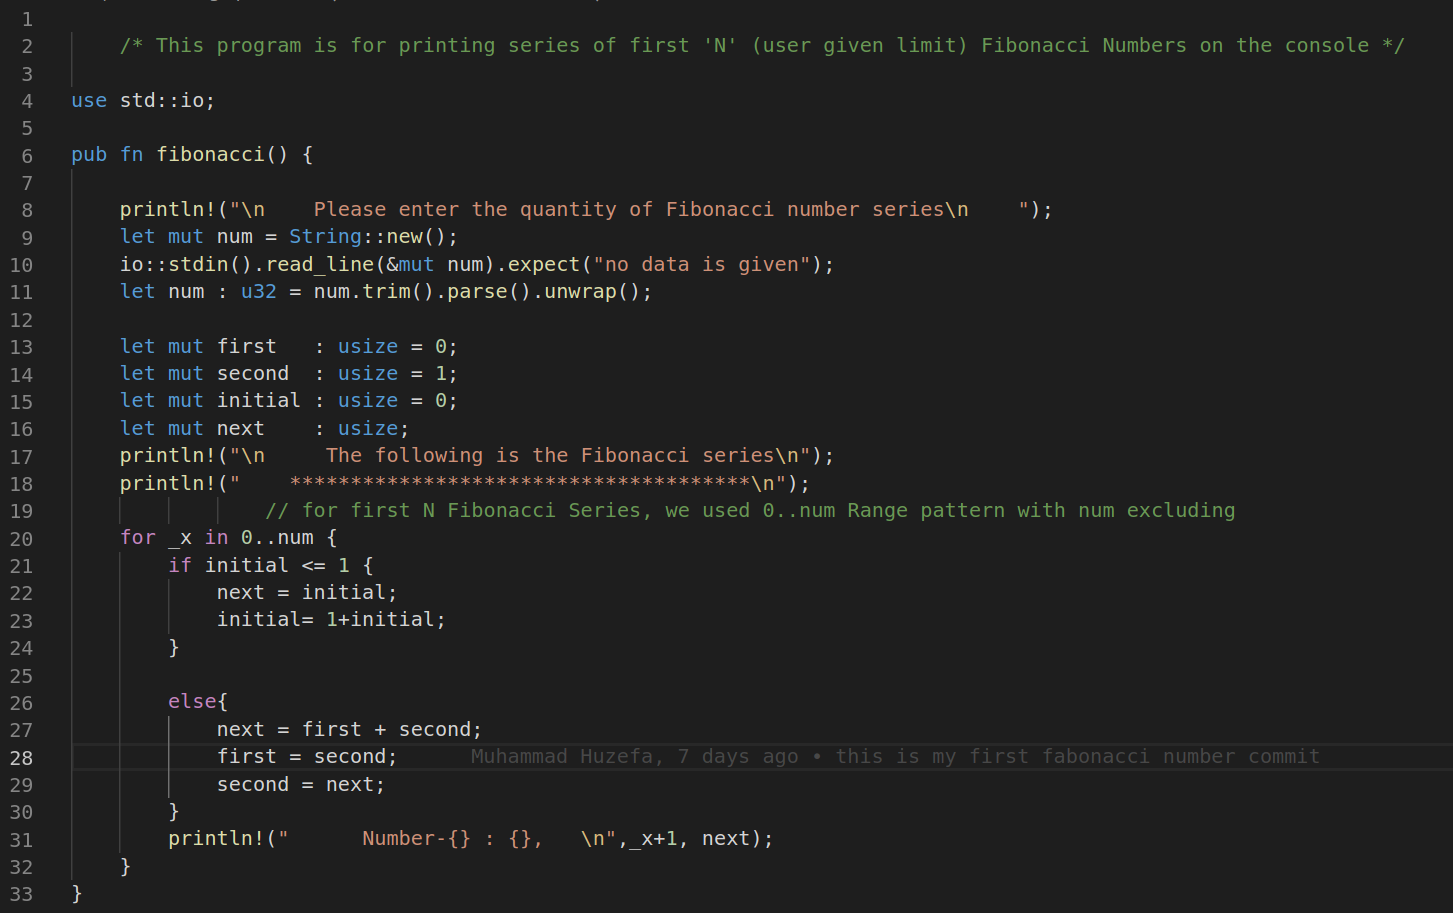 1
2 /* This program is for printing series of first 'N' (user given limit) Fibonacci Numbers on the console */
3
4 use std::io;
5
6 pub fn fibonacci() {
7
8     println!("\n    Please enter the quantity of Fibonacci number series\n    ");
9     let mut num = String::new();
10     io::stdin().read_line(&mut num).expect("no data is given");
11     let num : u32 = num.trim().parse().unwrap();
12
13     let mut first   : usize = 0;
14     let mut second  : usize = 1;
15     let mut initial : usize = 0;
16     let mut next    : usize;
17     println!("\n     The following is the Fibonacci series\n");
18     println!("    **************************************\n");
19                 // for first N Fibonacci Series, we used 0..num Range pattern with num excluding
20     for _x in 0..num {
21         if initial <= 1 {
22             next = initial;
23             initial= 1+initial;
24         }
25
26         else{
27             next = first + second;
28             first = second;      Muhammad Huzefa, 7 days ago • this is my first fabonacci number commit
29             second = next;
30         }
31         println!("      Number-{} : {},   \n",_x+1, next);
32     }
33 }